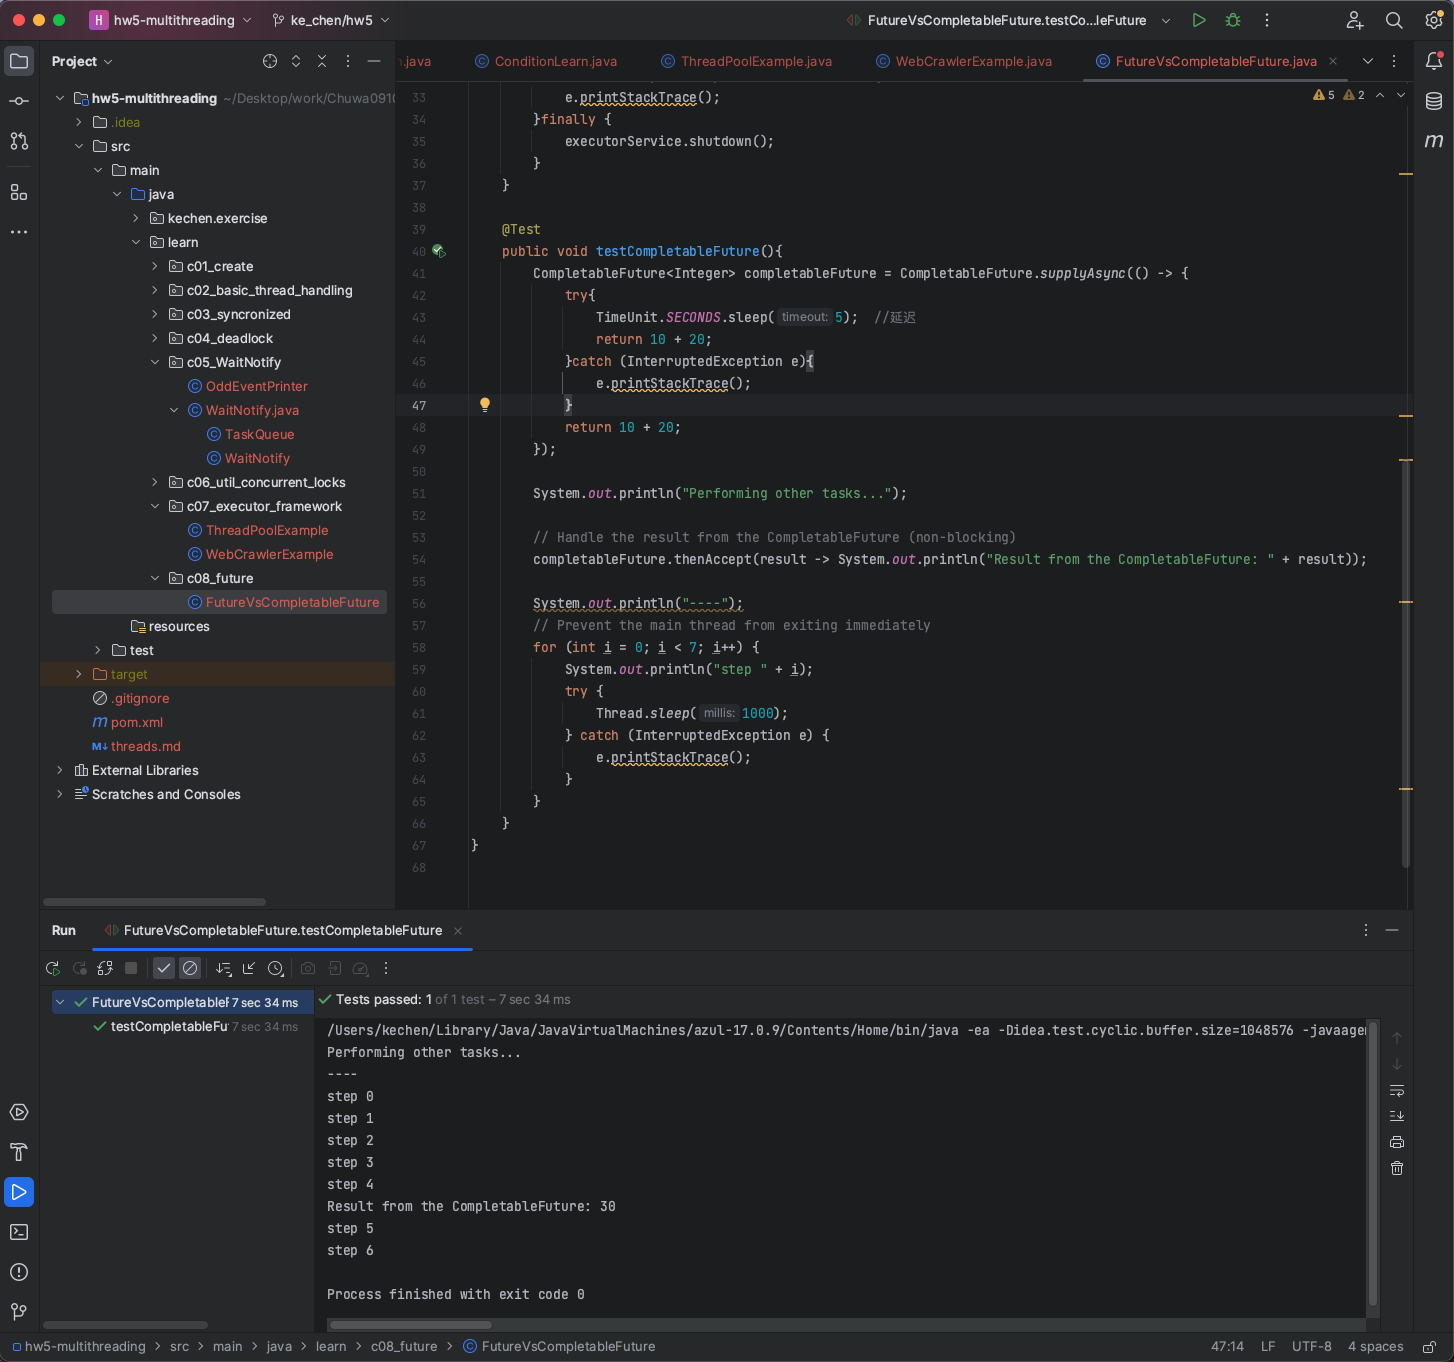 H hw5-multithreading ke_chen/hw5 FutureVsCompletableFuture.testCo...leFuture
Project
n.java ConditionLearn.java ThreadPoolExample.java WebCrawlerExample.java FutureVsCompletableFuture.java
hw5-multithreading ~/Desktop/work/Chuwa0910
.idea
src
main
java
kechen.exercise
learn
c01_create
c02_basic_thread_handling
c03_syncronized
c04_deadlock
c05_WaitNotify
OddEventPrinter
WaitNotify.java
TaskQueue
WaitNotify
c06_util_concurrent_locks
c07_executor_framework
ThreadPoolExample
WebCrawlerExample
c08_future
FutureVsCompletableFuture
resources
test
target
.gitignore
m pom.xml
M↓ threads.md
External Libraries
Scratches and Consoles
5 2
33 e.printStackTrace();
34 }finally {
35 executorService.shutdown();
36 }
37 }
38
39 @Test
40 public void testCompletableFuture(){
41 CompletableFuture<Integer> completableFuture = CompletableFuture.supplyAsync(() -> {
42 try{
43 TimeUnit.SECONDS.sleep( timeout: 5); //延迟
44 return 10 + 20;
45 }catch (InterruptedException e){
46 e.printStackTrace();
47 }
48 return 10 + 20;
49 });
50
51 System.out.println("Performing other tasks...");
52
53 // Handle the result from the CompletableFuture (non-blocking)
54 completableFuture.thenAccept(result -> System.out.println("Result from the CompletableFuture: " + result));
55
56 System.out.println("----");
57 // Prevent the main thread from exiting immediately
58 for (int i = 0; i < 7; i++) {
59 System.out.println("step " + i);
60 try {
61 Thread.sleep( millis: 1000);
62 } catch (InterruptedException e) {
63 e.printStackTrace();
64 }
65 }
66 }
67 }
68
m
Run FutureVsCompletableFuture.testCompletableFuture
FutureVsCompletableF 7 sec 34 ms
testCompletableFu 7 sec 34 ms
Tests passed: 1 of 1 test – 7 sec 34 ms
/Users/kechen/Library/Java/JavaVirtualMachines/azul-17.0.9/Contents/Home/bin/java -ea -Didea.test.cyclic.buffer.size=1048576 -javaagen
Performing other tasks...
----
step 0
step 1
step 2
step 3
step 4
Result from the CompletableFuture: 30
step 5
step 6
Process finished with exit code 0
hw5-multithreading > src > main > java > learn > c08_future > FutureVsCompletableFuture
47:14 LF UTF-8 4 spaces